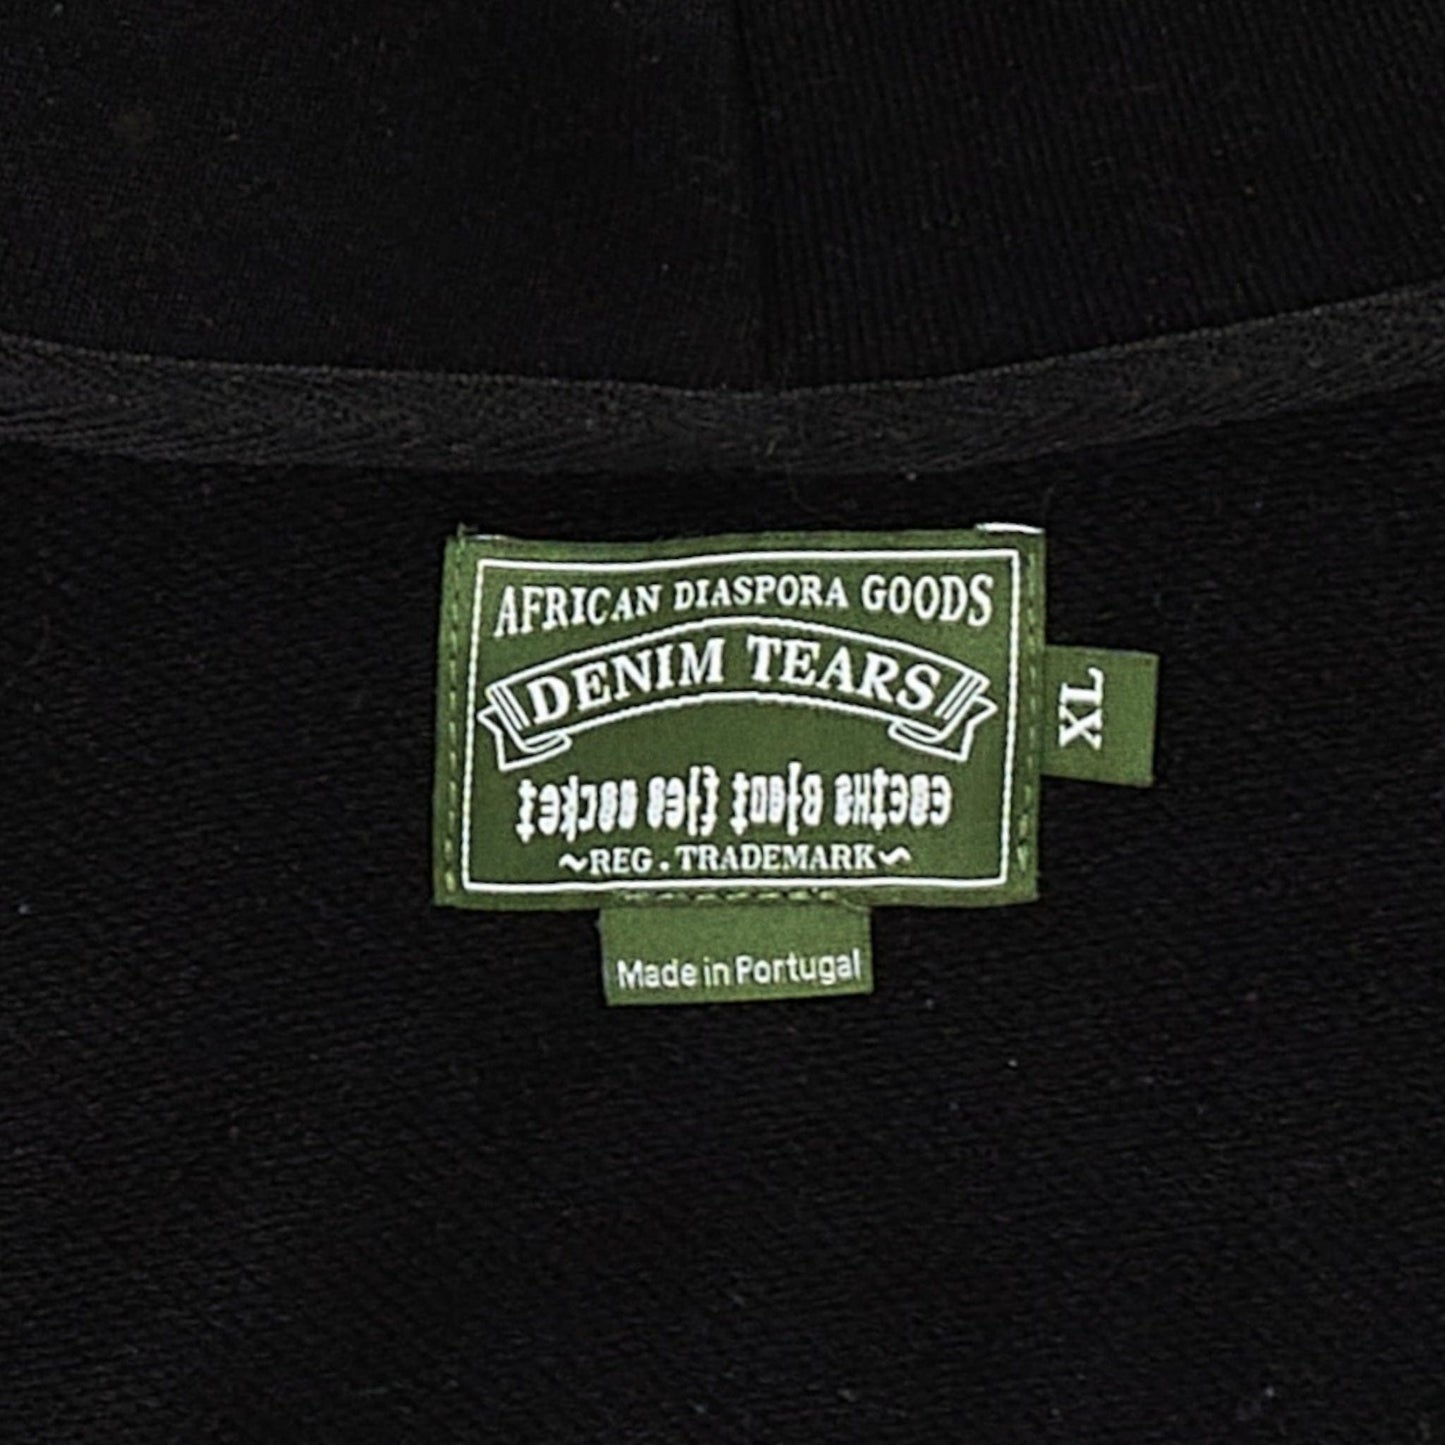 AFRICAN DIASPORA GOODS
DENIM TEARS
~REG . TRADEMARK~
XL
Made in Portugal